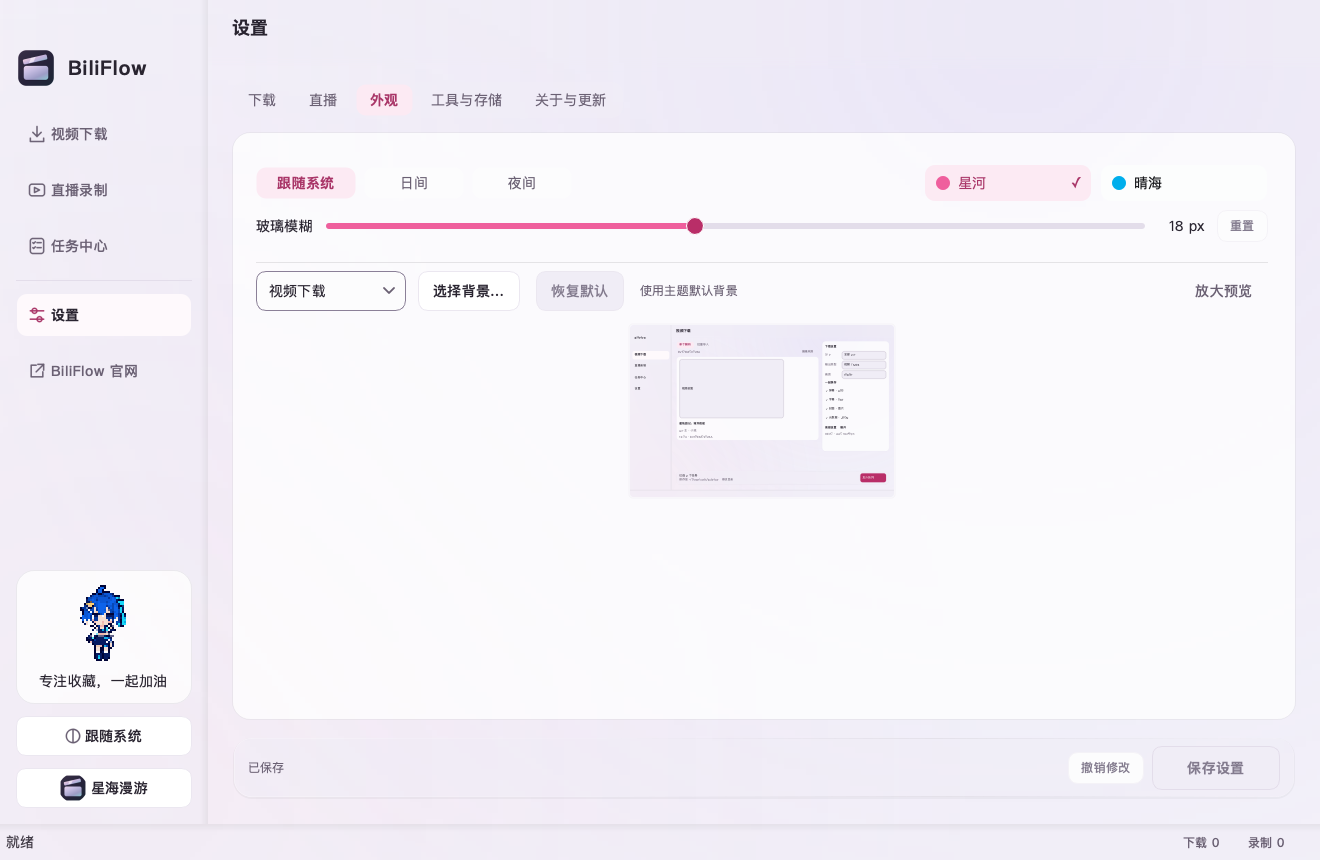 设置
BiliFlow
视频下载
直播录制
任务中心
设置
BiliFlow 官网
专注收藏，一起加油
跟随系统
星海漫游
下载 直播 外观 工具与存储 关于与更新
跟随系统 日间 夜间 星河 晴海
玻璃模糊 18 px 重置
视频下载 选择背景... 恢复默认 使用主题默认背景 放大预览
已保存 撤销修改 保存设置
就绪 下载 0 录制 0